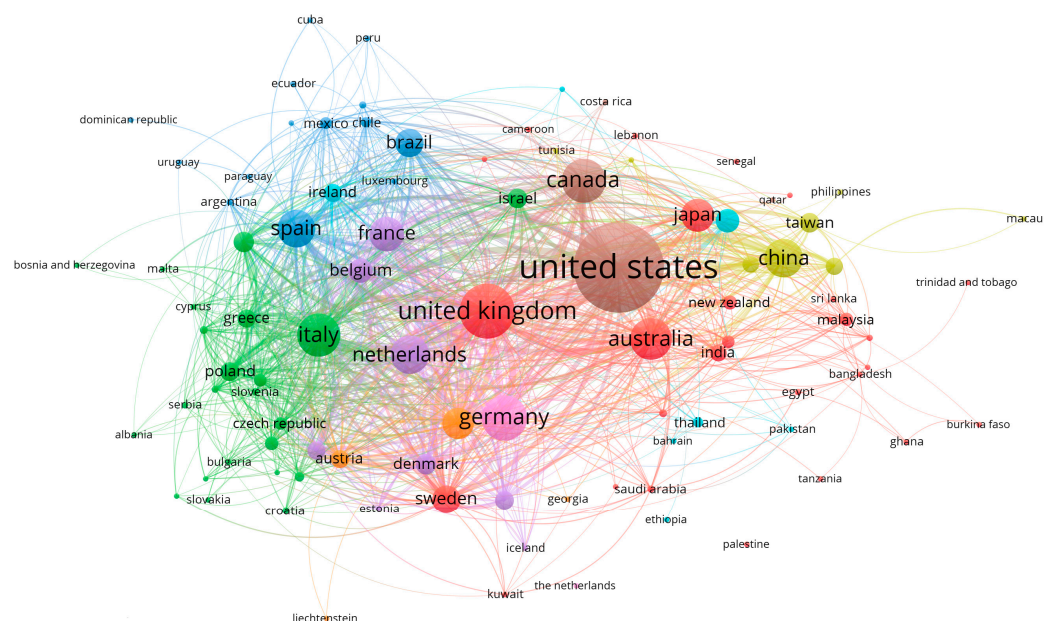 cuba
peru
ecuador
costa rica
dominican republic
mexico
chile
cameroon
lebanon
brazil
tunisia
uruguay
senegal
paraguay
luxembourg
canada
ireland
philippines
argentina
israel
qatar
japan
macau
taiwan
spain
france
china
bosnia and herzegovina
malta
belgium
united states
trinidad and tobago
cyprus
new zealand
sri lanka
greece
united kingdom
malaysia
italy
australia
netherlands
india
poland
bangladesh
slovenia
egypt
serbia
germany
czech republic
thailand
burkina faso
albania
pakistan
bahrain
ghana
bulgaria
austria
denmark
tanzania
slovakia
sweden
georgia
saudi arabia
croatia
estonia
ethiopia
iceland
palestine
the netherlands
kuwait
liechtenstein